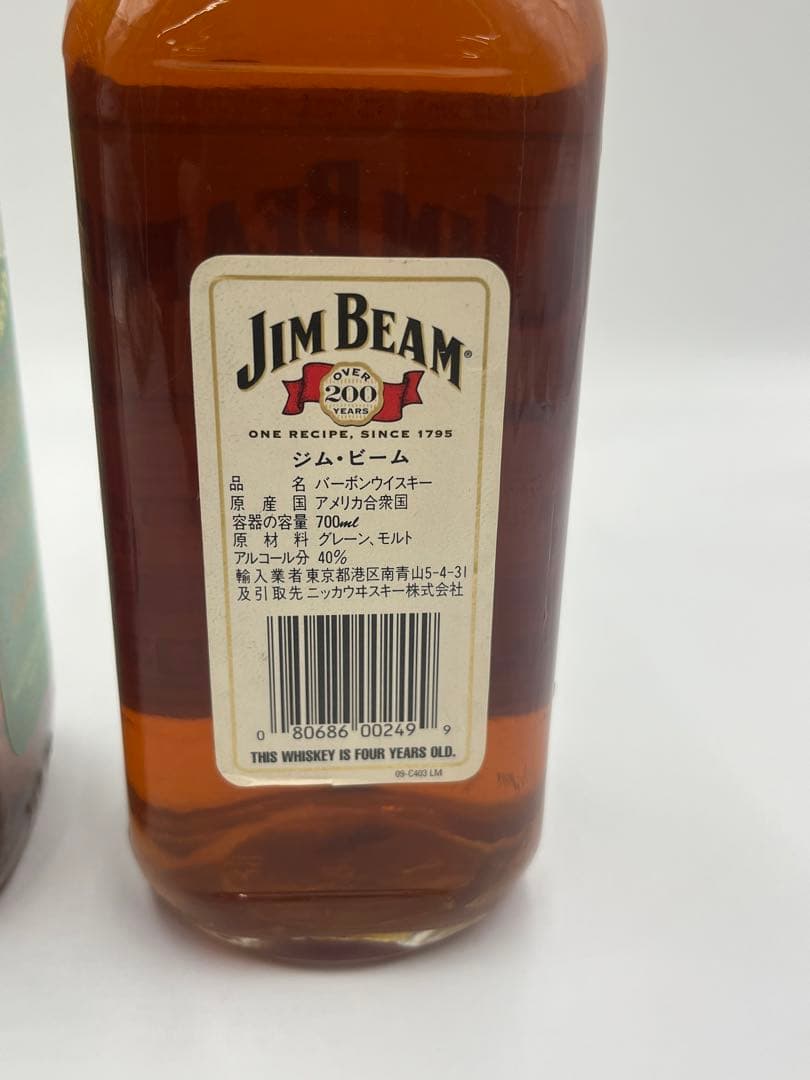 JIM BEAM®
OVER
200
YEARS
ONE RECIPE, SINCE 1795
ジム・ビーム
品 名 バーボンウイスキー
原 産 国 アメリカ合衆国
容器の容量 700ml
原 材 料 グレーン、モルト
アルコール分 40%
輸入業者 東京都港区南青山5-4-31
及引取先 ニッカウヰスキー株式会社
0 80686 00249 9
THIS WHISKEY IS FOUR YEARS OLD.
09-C403 LM